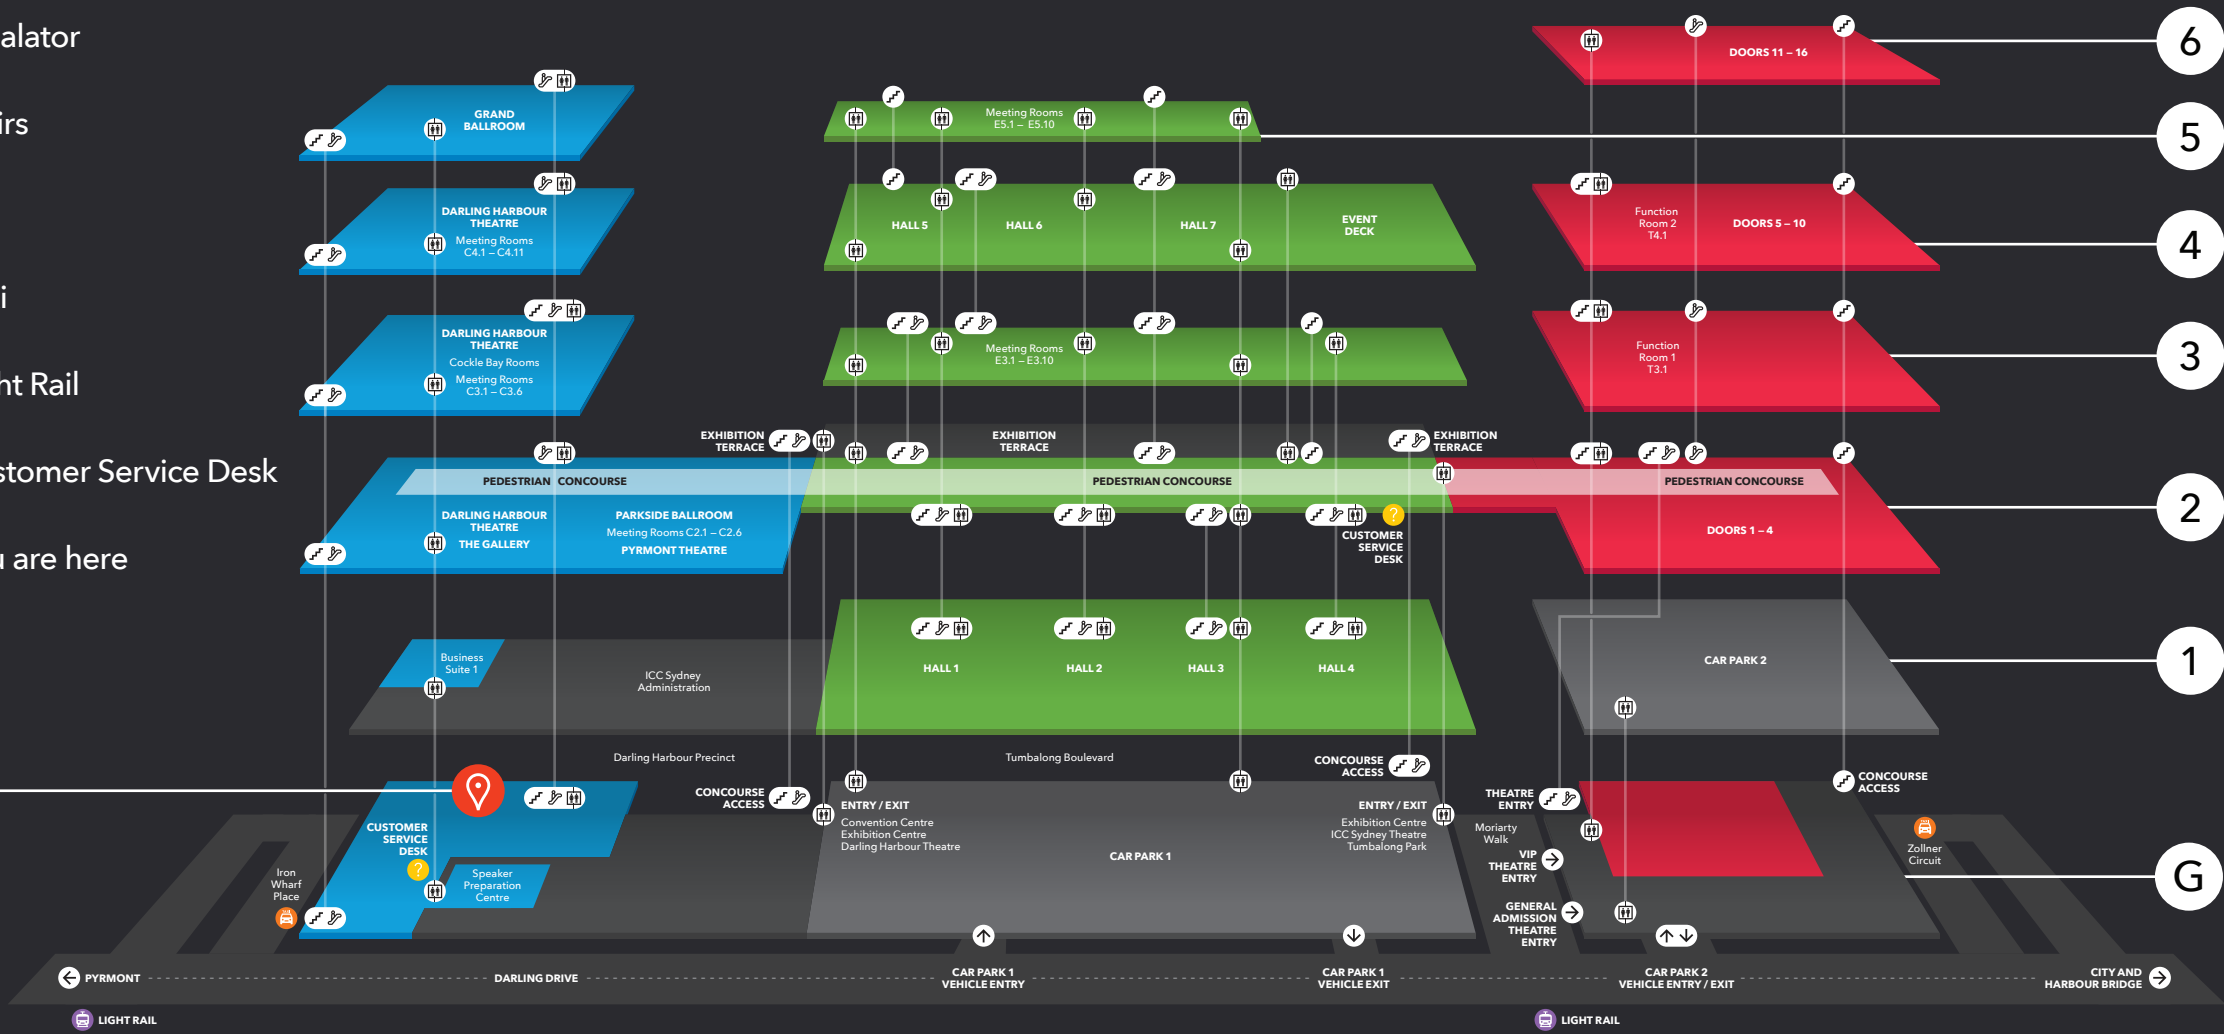 alator
irs
i
ht Rail
stomer Service Desk
u are here
6
5
4
3
2
1
G
GRAND
BALLROOM
DARLING HARBOUR
THEATRE
Meeting Rooms
C4.1 – C4.11
DARLING HARBOUR
THEATRE
Cockle Bay Rooms
Meeting Rooms
C3.1 – C3.6
PEDESTRIAN CONCOURSE
DARLING HARBOUR
THEATRE
THE GALLERY
PARKSIDE BALLROOM
Meeting Rooms C2.1 – C2.6
PYRMONT THEATRE
Business
Suite 1
ICC Sydney
Administration
Darling Harbour Precinct
CUSTOMER
SERVICE
DESK
?
Speaker
Preparation
Centre
Iron
Wharf
Place
TAXI
Meeting Rooms
E5.1 – E5.10
HALL 5
HALL 6
HALL 7
EVENT
DECK
Meeting Rooms
E3.1 – E3.10
EXHIBITION
TERRACE
EXHIBITION
TERRACE
EXHIBITION
TERRACE
PEDESTRIAN CONCOURSE
?
CUSTOMER
SERVICE
DESK
HALL 1
HALL 2
HALL 3
HALL 4
Tumbalong Boulevard
CONCOURSE
ACCESS
CONCOURSE
ACCESS
ENTRY / EXIT
Convention Centre
Exhibition Centre
Darling Harbour Theatre
CAR PARK 1
ENTRY / EXIT
Exhibition Centre
ICC Sydney Theatre
Tumbalong Park
DOORS 11 – 16
Function
Room 2
T4.1
DOORS 5 – 10
Function
Room 1
T3.1
PEDESTRIAN CONCOURSE
DOORS 1 – 4
CAR PARK 2
THEATRE
ENTRY
Moriarty
Walk
VIP
THEATRE
ENTRY
GENERAL
ADMISSION
THEATRE
ENTRY
CONCOURSE
ACCESS
TAXI
Zollner
Circuit
PYRMONT
DARLING DRIVE
CAR PARK 1
VEHICLE ENTRY
CAR PARK 1
VEHICLE EXIT
CAR PARK 2
VEHICLE ENTRY / EXIT
CITY AND
HARBOUR BRIDGE
LIGHT RAIL
LIGHT RAIL